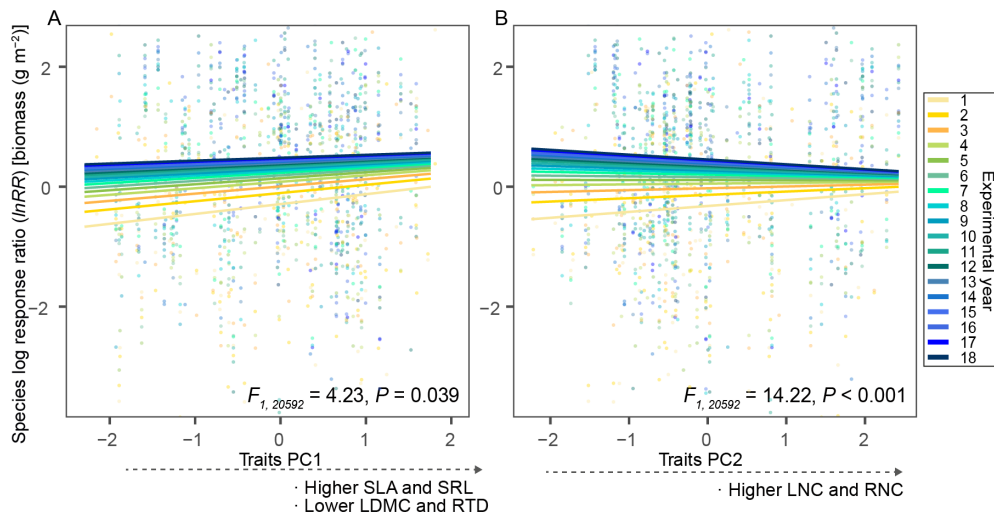 A
B
Species log response ratio (lnRR) [biomass (g m⁻²)]
2
0
−2
2
0
−2
F1, 20592 = 4.23, P = 0.039
F1, 20592 = 14.22, P < 0.001
−2 −1 0 1 2
−2 −1 0 1 2
Traits PC1
Traits PC2
· Higher SLA and SRL
· Lower LDMC and RTD
· Higher LNC and RNC
1
2
3
4
5
6
7
8
9
10
11
12
13
14
15
16
17
18
Experimental year